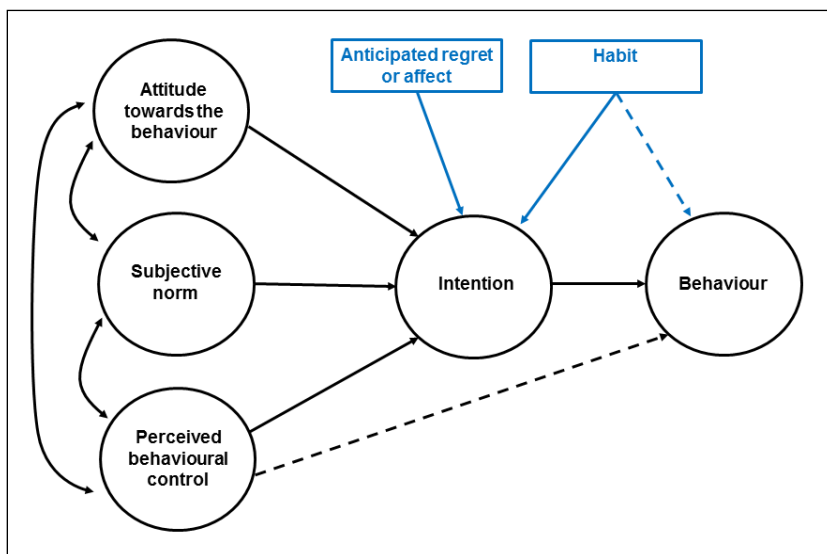 Anticipated regret
or affect
Habit
Attitude
towards the
behaviour
Subjective
norm
Intention
Behaviour
Perceived
behavioural
control